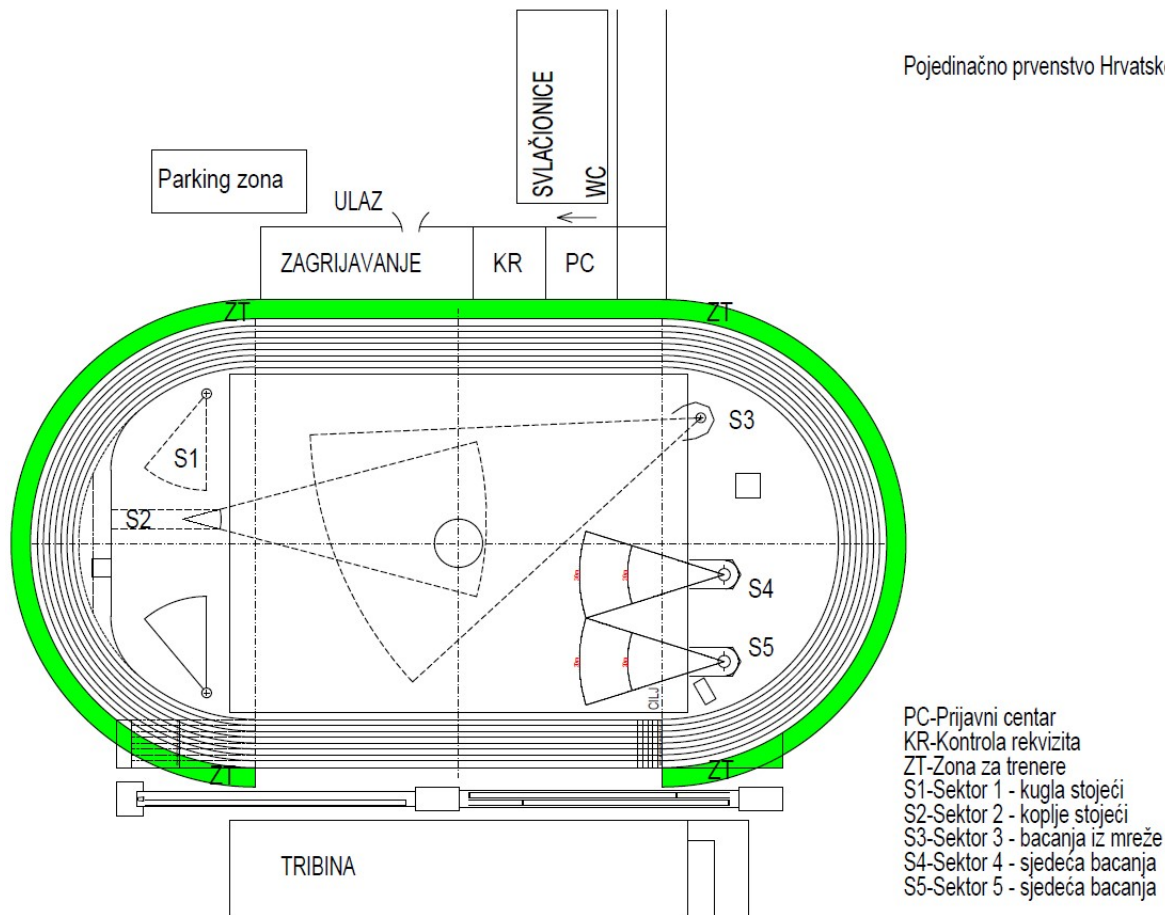 Pojedinačno prvenstvo Hrvatsk
SVLAČIONICE
WC
Parking zona
ULAZ
ZAGRIJAVANJE
KR
PC
ZT
ZT
S1
S3
S2
S4
S5
CILJ
ZT
ZT
TRIBINA
PC-Prijavni centar
KR-Kontrola rekvizita
ZT-Zona za trenere
S1-Sektor 1 - kugla stojeći
S2-Sektor 2 - koplje stojeći
S3-Sektor 3 - bacanja iz mreže
S4-Sektor 4 - sjedeća bacanja
S5-Sektor 5 - sjedeća bacanja